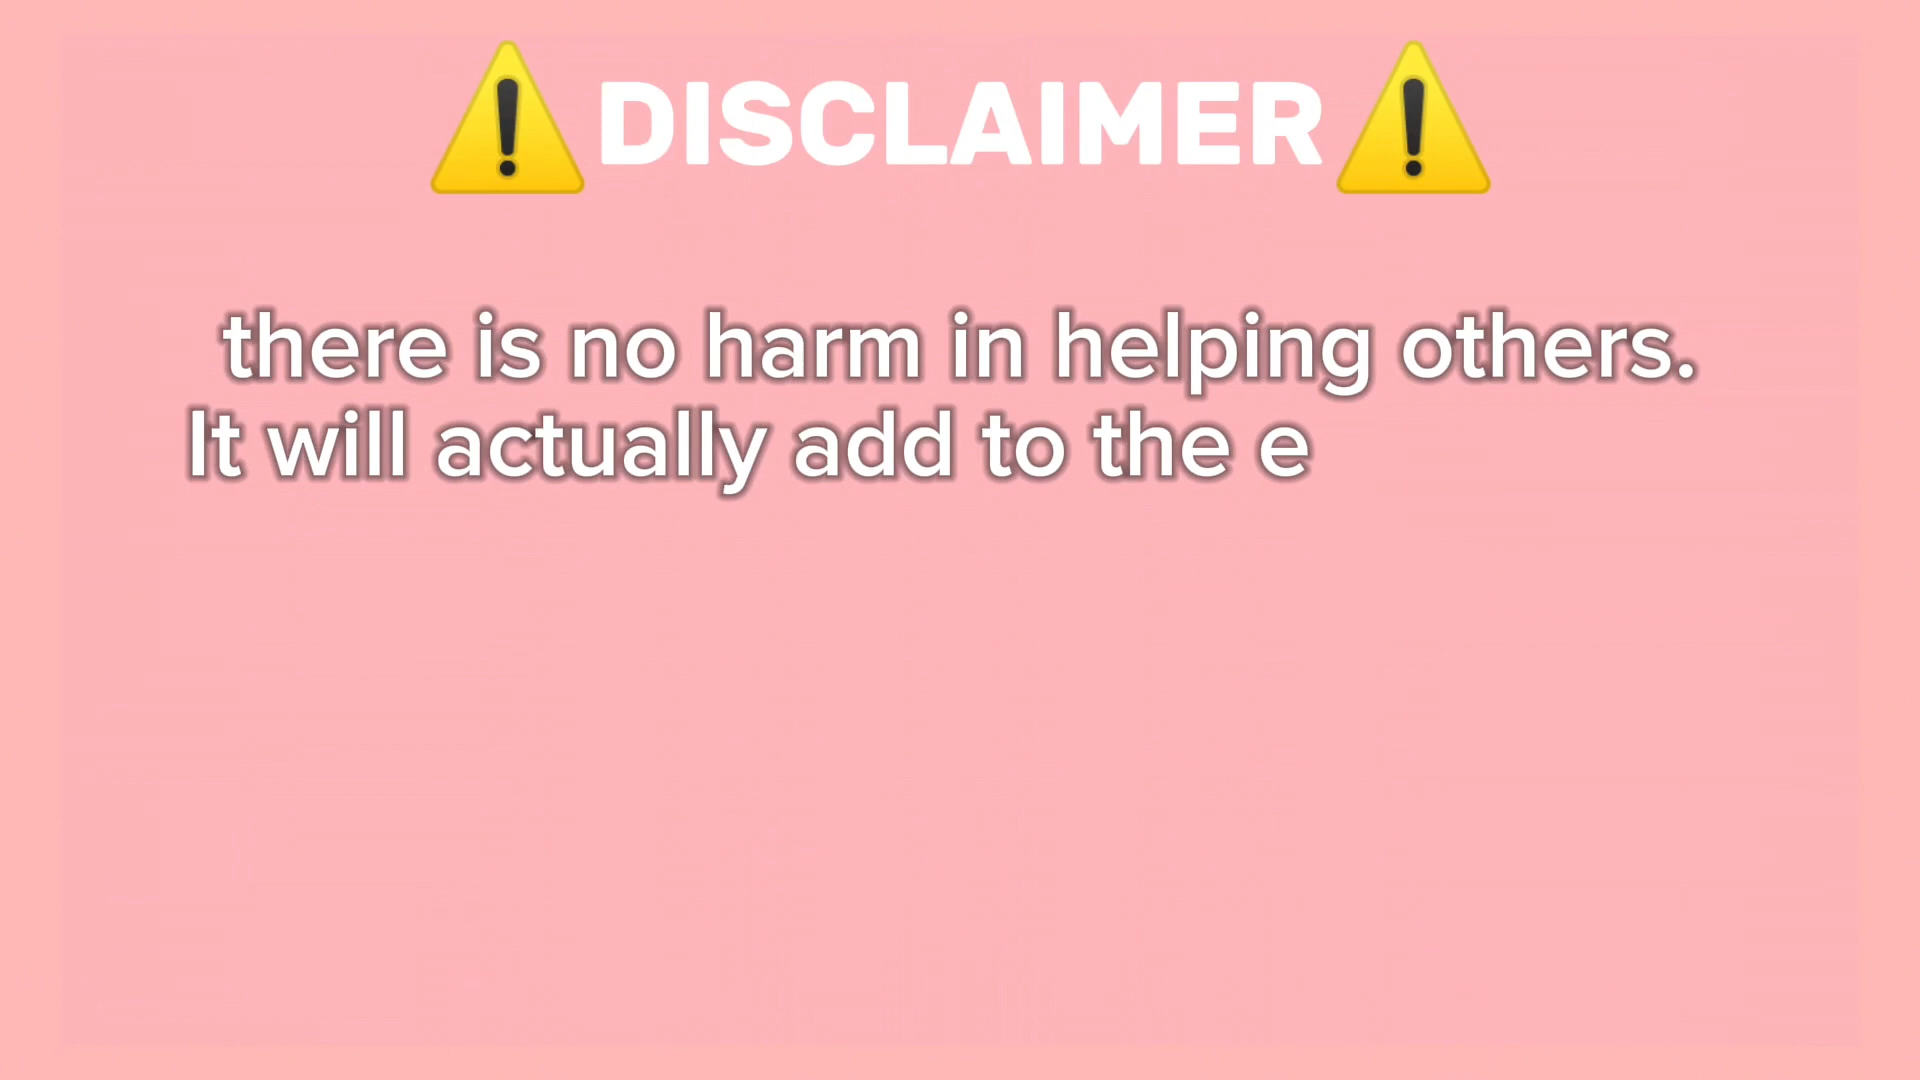 ⚠️DISCLAIMER⚠️
there is no harm in helping others.
It will actually add to the e